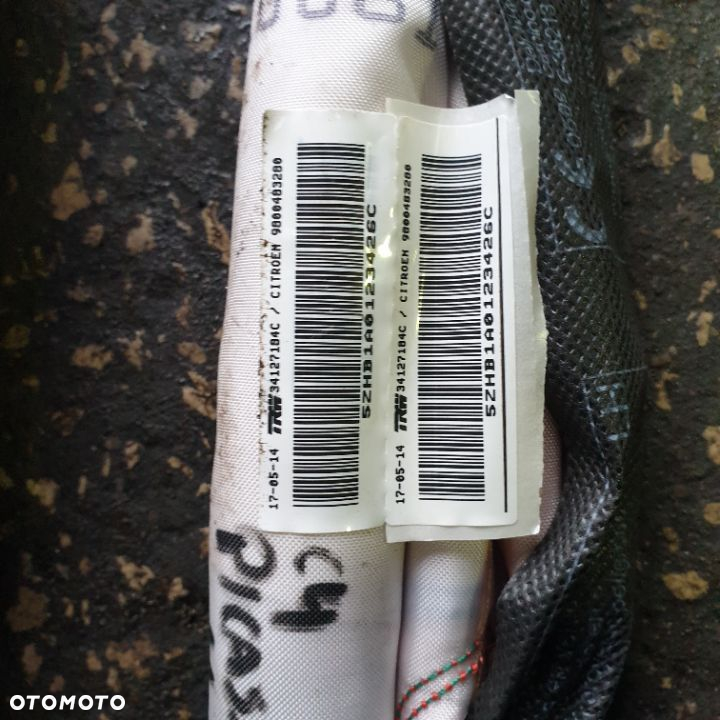 17-05-14 TRW 34127184C / CITROEN 9800483280
5ZHB1A0123426C
17-05-14 TRW 34127184C / CITROEN 9800483280
5ZHB1A0123426C
C4
OTOMOTO